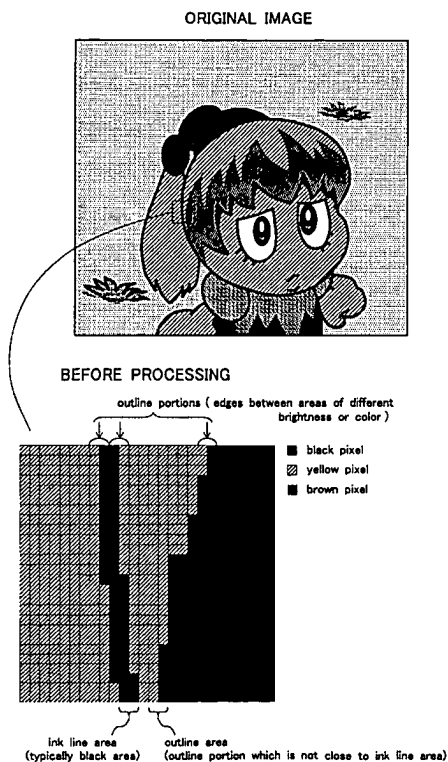 ORIGINAL IMAGE
BEFORE PROCESSING
outline portions ( edges between areas of different
brightness or color )
black pixel
yellow pixel
brown pixel
ink line area
(typically black area)
outline area
(outline portion which is not close to ink line area)